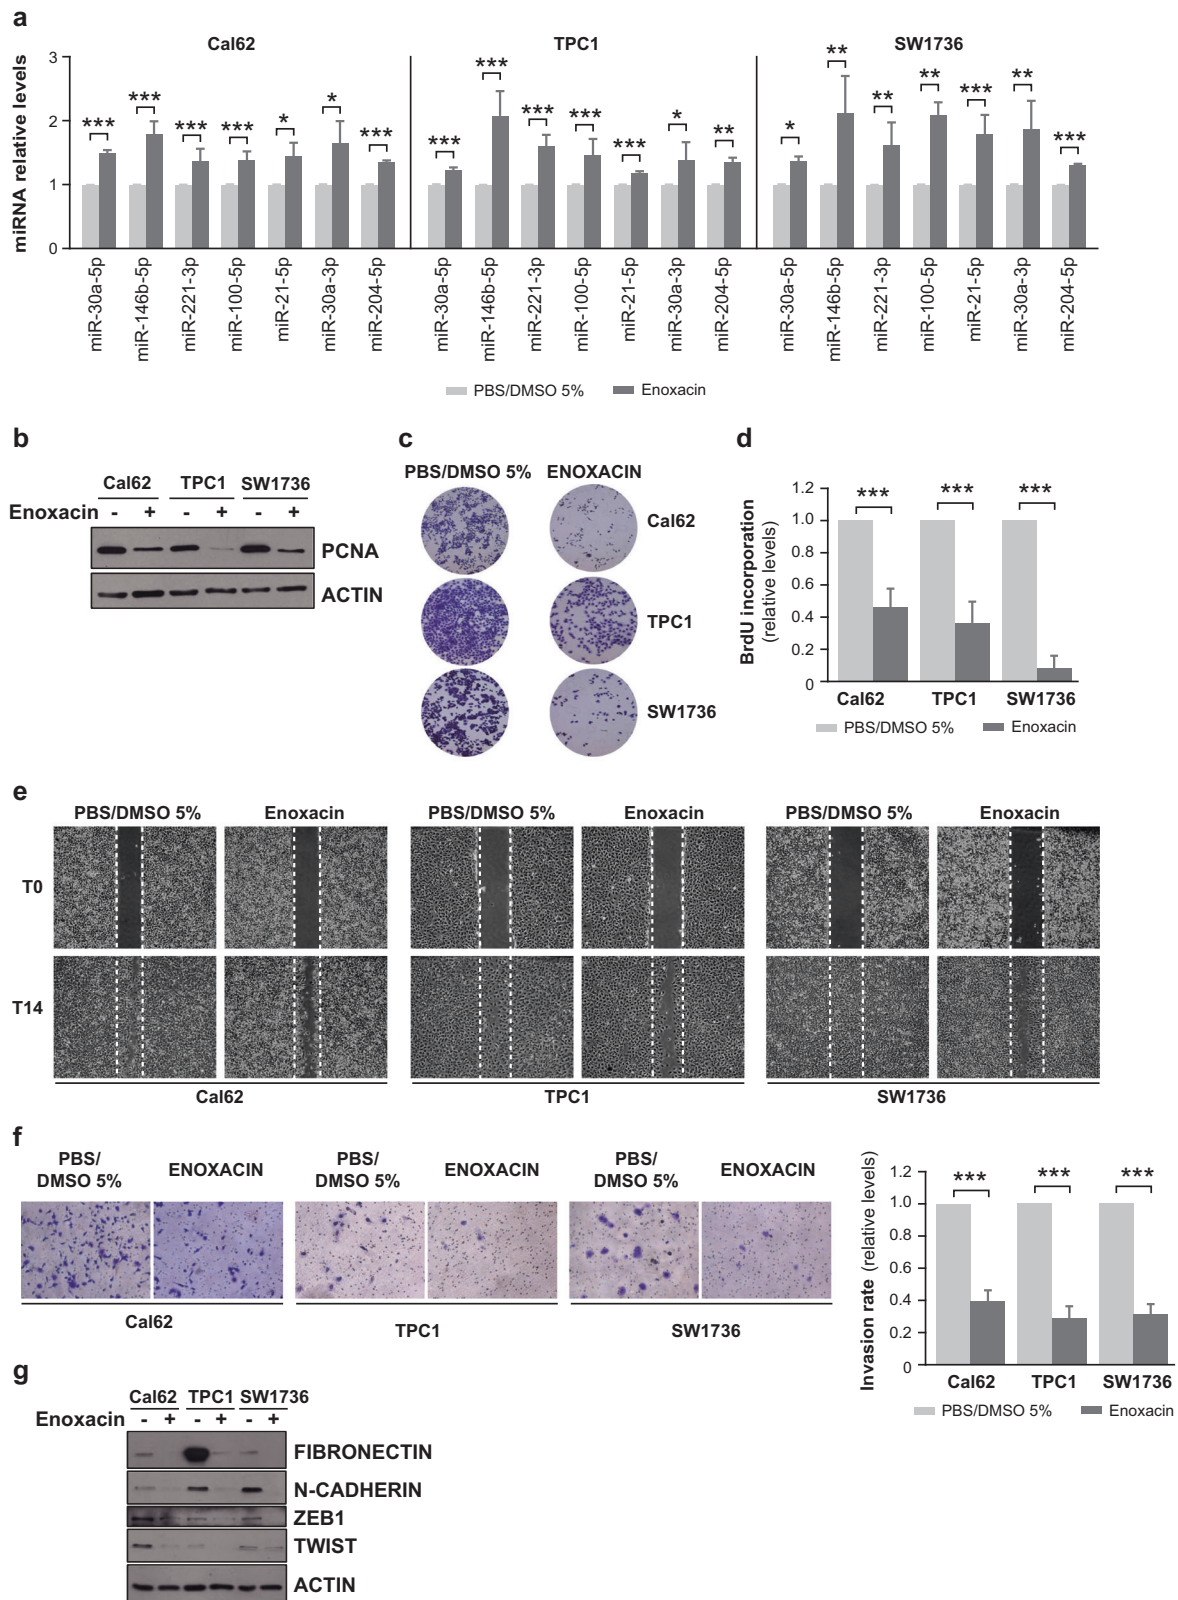 a
Cal62 TPC1 SW1736
miRNA relative levels
3
2
1
0
*** *** *** *** * * ***
*** *** *** *** *** * **
* ** ** ** *** ** ***
miR-30a-5p miR-146b-5p miR-221-3p miR-100-5p miR-21-5p miR-30a-3p miR-204-5p
miR-30a-5p miR-146b-5p miR-221-3p miR-100-5p miR-21-5p miR-30a-3p miR-204-5p
miR-30a-5p miR-146b-5p miR-221-3p miR-100-5p miR-21-5p miR-30a-3p miR-204-5p
PBS/DMSO 5% Enoxacin
b
Cal62 TPC1 SW1736
Enoxacin - + - + - +
PCNA
ACTIN
c
PBS/DMSO 5% ENOXACIN
Cal62
TPC1
SW1736
d
BrdU incorporation
(relative levels)
1.2
1.0
0.8
0.6
0.4
0.2
0
*** *** ***
Cal62 TPC1 SW1736
PBS/DMSO 5% Enoxacin
e
PBS/DMSO 5% Enoxacin PBS/DMSO 5% Enoxacin PBS/DMSO 5% Enoxacin
T0
T14
Cal62 TPC1 SW1736
f
PBS/
DMSO 5% ENOXACIN
PBS/
DMSO 5% ENOXACIN
PBS/
DMSO 5% ENOXACIN
Cal62 TPC1 SW1736
Invasion rate (relative levels)
1.2
1.0
0.8
0.6
0.4
0.2
0
*** *** ***
Cal62 TPC1 SW1736
PBS/DMSO 5% Enoxacin
g
Cal62 TPC1 SW1736
Enoxacin - + - + - +
FIBRONECTIN
N-CADHERIN
ZEB1
TWIST
ACTIN